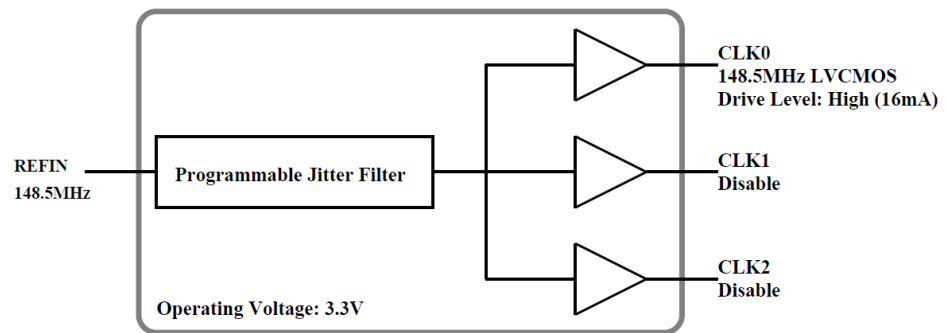 REFIN
148.5MHz
Programmable Jitter Filter
CLK0
148.5MHz LVCMOS
Drive Level: High (16mA)
CLK1
Disable
CLK2
Disable
Operating Voltage: 3.3V